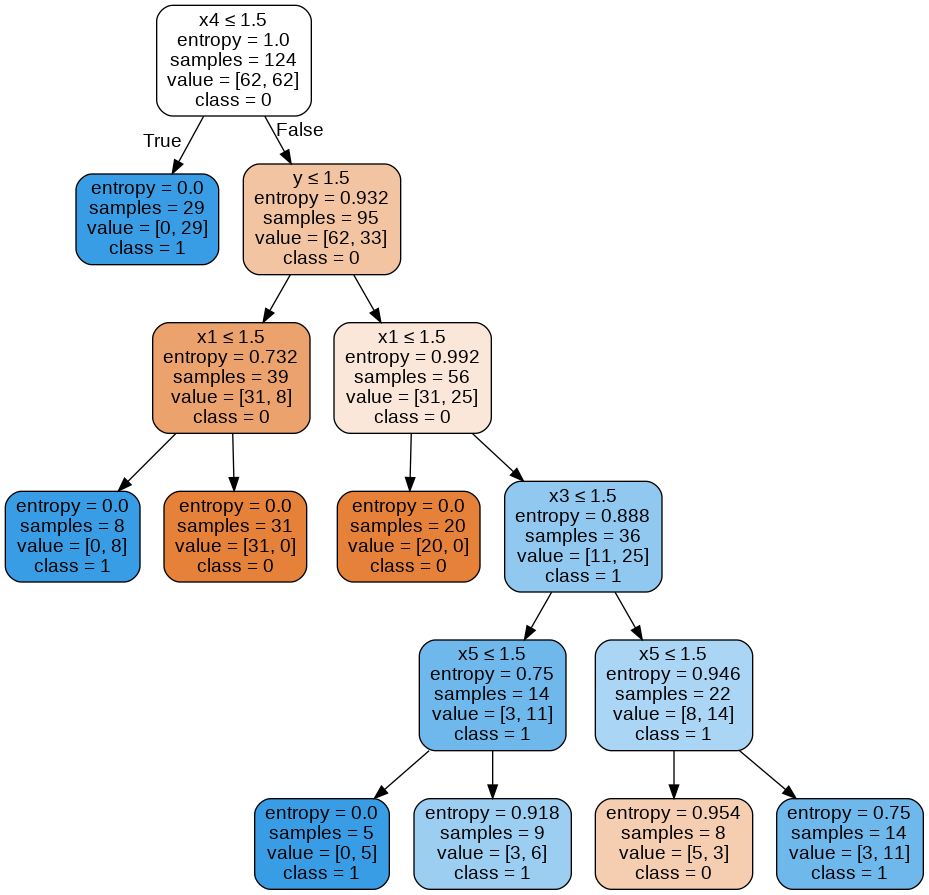 x4 ≤ 1.5
entropy = 1.0
samples = 124
value = [62, 62]
class = 0
True
False
entropy = 0.0
samples = 29
value = [0, 29]
class = 1
y ≤ 1.5
entropy = 0.932
samples = 95
value = [62, 33]
class = 0
x1 ≤ 1.5
entropy = 0.732
samples = 39
value = [31, 8]
class = 0
x1 ≤ 1.5
entropy = 0.992
samples = 56
value = [31, 25]
class = 0
entropy = 0.0
samples = 8
value = [0, 8]
class = 1
entropy = 0.0
samples = 31
value = [31, 0]
class = 0
entropy = 0.0
samples = 20
value = [20, 0]
class = 0
x3 ≤ 1.5
entropy = 0.888
samples = 36
value = [11, 25]
class = 1
x5 ≤ 1.5
entropy = 0.75
samples = 14
value = [3, 11]
class = 1
x5 ≤ 1.5
entropy = 0.946
samples = 22
value = [8, 14]
class = 1
entropy = 0.0
samples = 5
value = [0, 5]
class = 1
entropy = 0.918
samples = 9
value = [3, 6]
class = 1
entropy = 0.954
samples = 8
value = [5, 3]
class = 0
entropy = 0.75
samples = 14
value = [3, 11]
class = 1